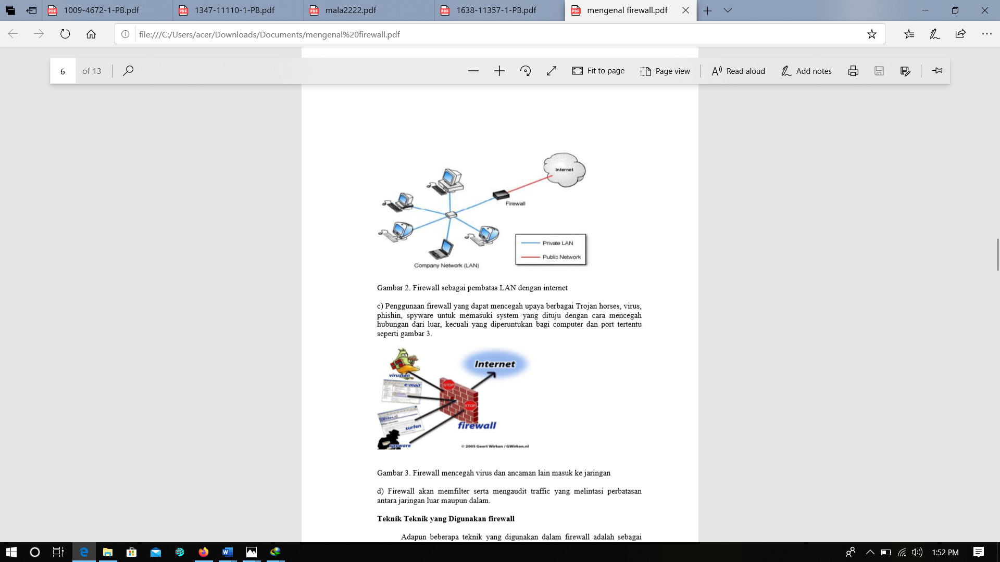 1009-4672-1-PB.pdf
1347-11110-1-PB.pdf
mala2222.pdf
1638-11357-1-PB.pdf
mengenal firewall.pdf
file:///C:/Users/acer/Downloads/Documents/mengenal%20firewall.pdf
6 of 13
Fit to page
Page view
Read aloud
Add notes
Internet
Firewall
Private LAN
Public Network
Company Network (LAN)
Gambar 2. Firewall sebagai pembatas LAN dengan internet
c) Penggunaan firewall yang dapat mencegah upaya berbagai Trojan horses, virus,
phishin, spyware untuk memasuki system yang dituju dengan cara mencegah
hubungan dari luar, kecuali yang diperuntukan bagi computer dan port tertentu
seperti gambar 3.
Internet
virussen
e-mail
STOP
STOP
GWirken.nl
surfen
firewall
spyware
© 2005 Geert Wirken / GWirken.nl
Gambar 3. Firewall mencegah virus dan ancaman lain masuk ke jaringan
d) Firewall akan memfilter serta mengaudit traffic yang melintasi perbatasan
antara jaringan luar maupun dalam.
Teknik Teknik yang Digunakan firewall
Adapun beberapa teknik yang digunakan dalam firewall adalah sebagai
1:52 PM